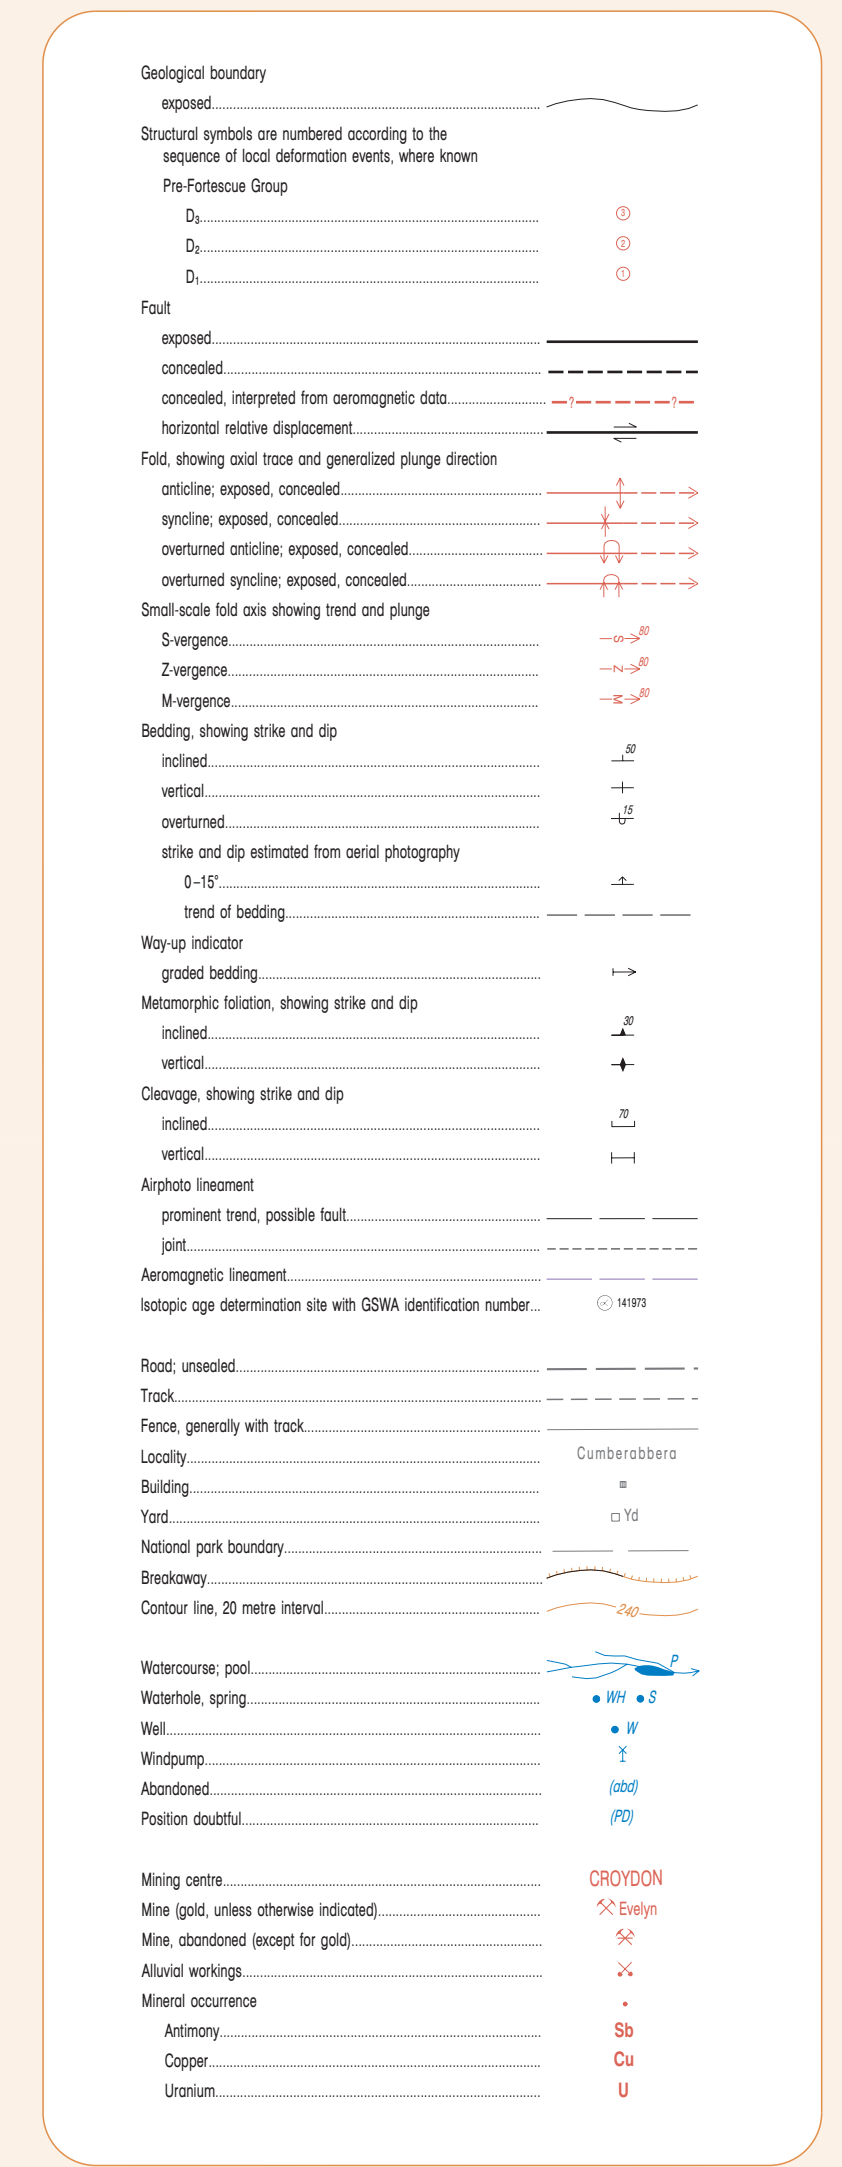 Geological boundary
exposed
Structural symbols are numbered according to the
sequence of local deformation events, where known
Pre-Fortescue Group
D₃ 3
D₂ 2
D₁ 1
Fault
exposed
concealed
concealed, interpreted from aeromagnetic data ? ?
horizontal relative displacement
Fold, showing axial trace and generalized plunge direction
anticline; exposed, concealed
syncline; exposed, concealed
overturned anticline; exposed, concealed
overturned syncline; exposed, concealed
Small-scale fold axis showing trend and plunge
S-vergence S 80
Z-vergence Z 80
M-vergence M 80
Bedding, showing strike and dip
inclined 50
vertical
overturned 15
strike and dip estimated from aerial photography
0–15°
trend of bedding
Way-up indicator
graded bedding
Metamorphic foliation, showing strike and dip
inclined 30
vertical
Cleavage, showing strike and dip
inclined 70
vertical
Airphoto lineament
prominent trend, possible fault
joint
Aeromagnetic lineament
Isotopic age determination site with GSWA identification number... 141973
Road; unsealed
Track
Fence, generally with track
Locality Cumberabbera
Building
Yard Yd
National park boundary
Breakaway
Contour line, 20 metre interval 240
Watercourse; pool P
Waterhole, spring WH S
Well W
Windpump
Abandoned (abd)
Position doubtful (PD)
Mining centre CROYDON
Mine (gold, unless otherwise indicated) Evelyn
Mine, abandoned (except for gold)
Alluvial workings
Mineral occurrence
Antimony Sb
Copper Cu
Uranium U